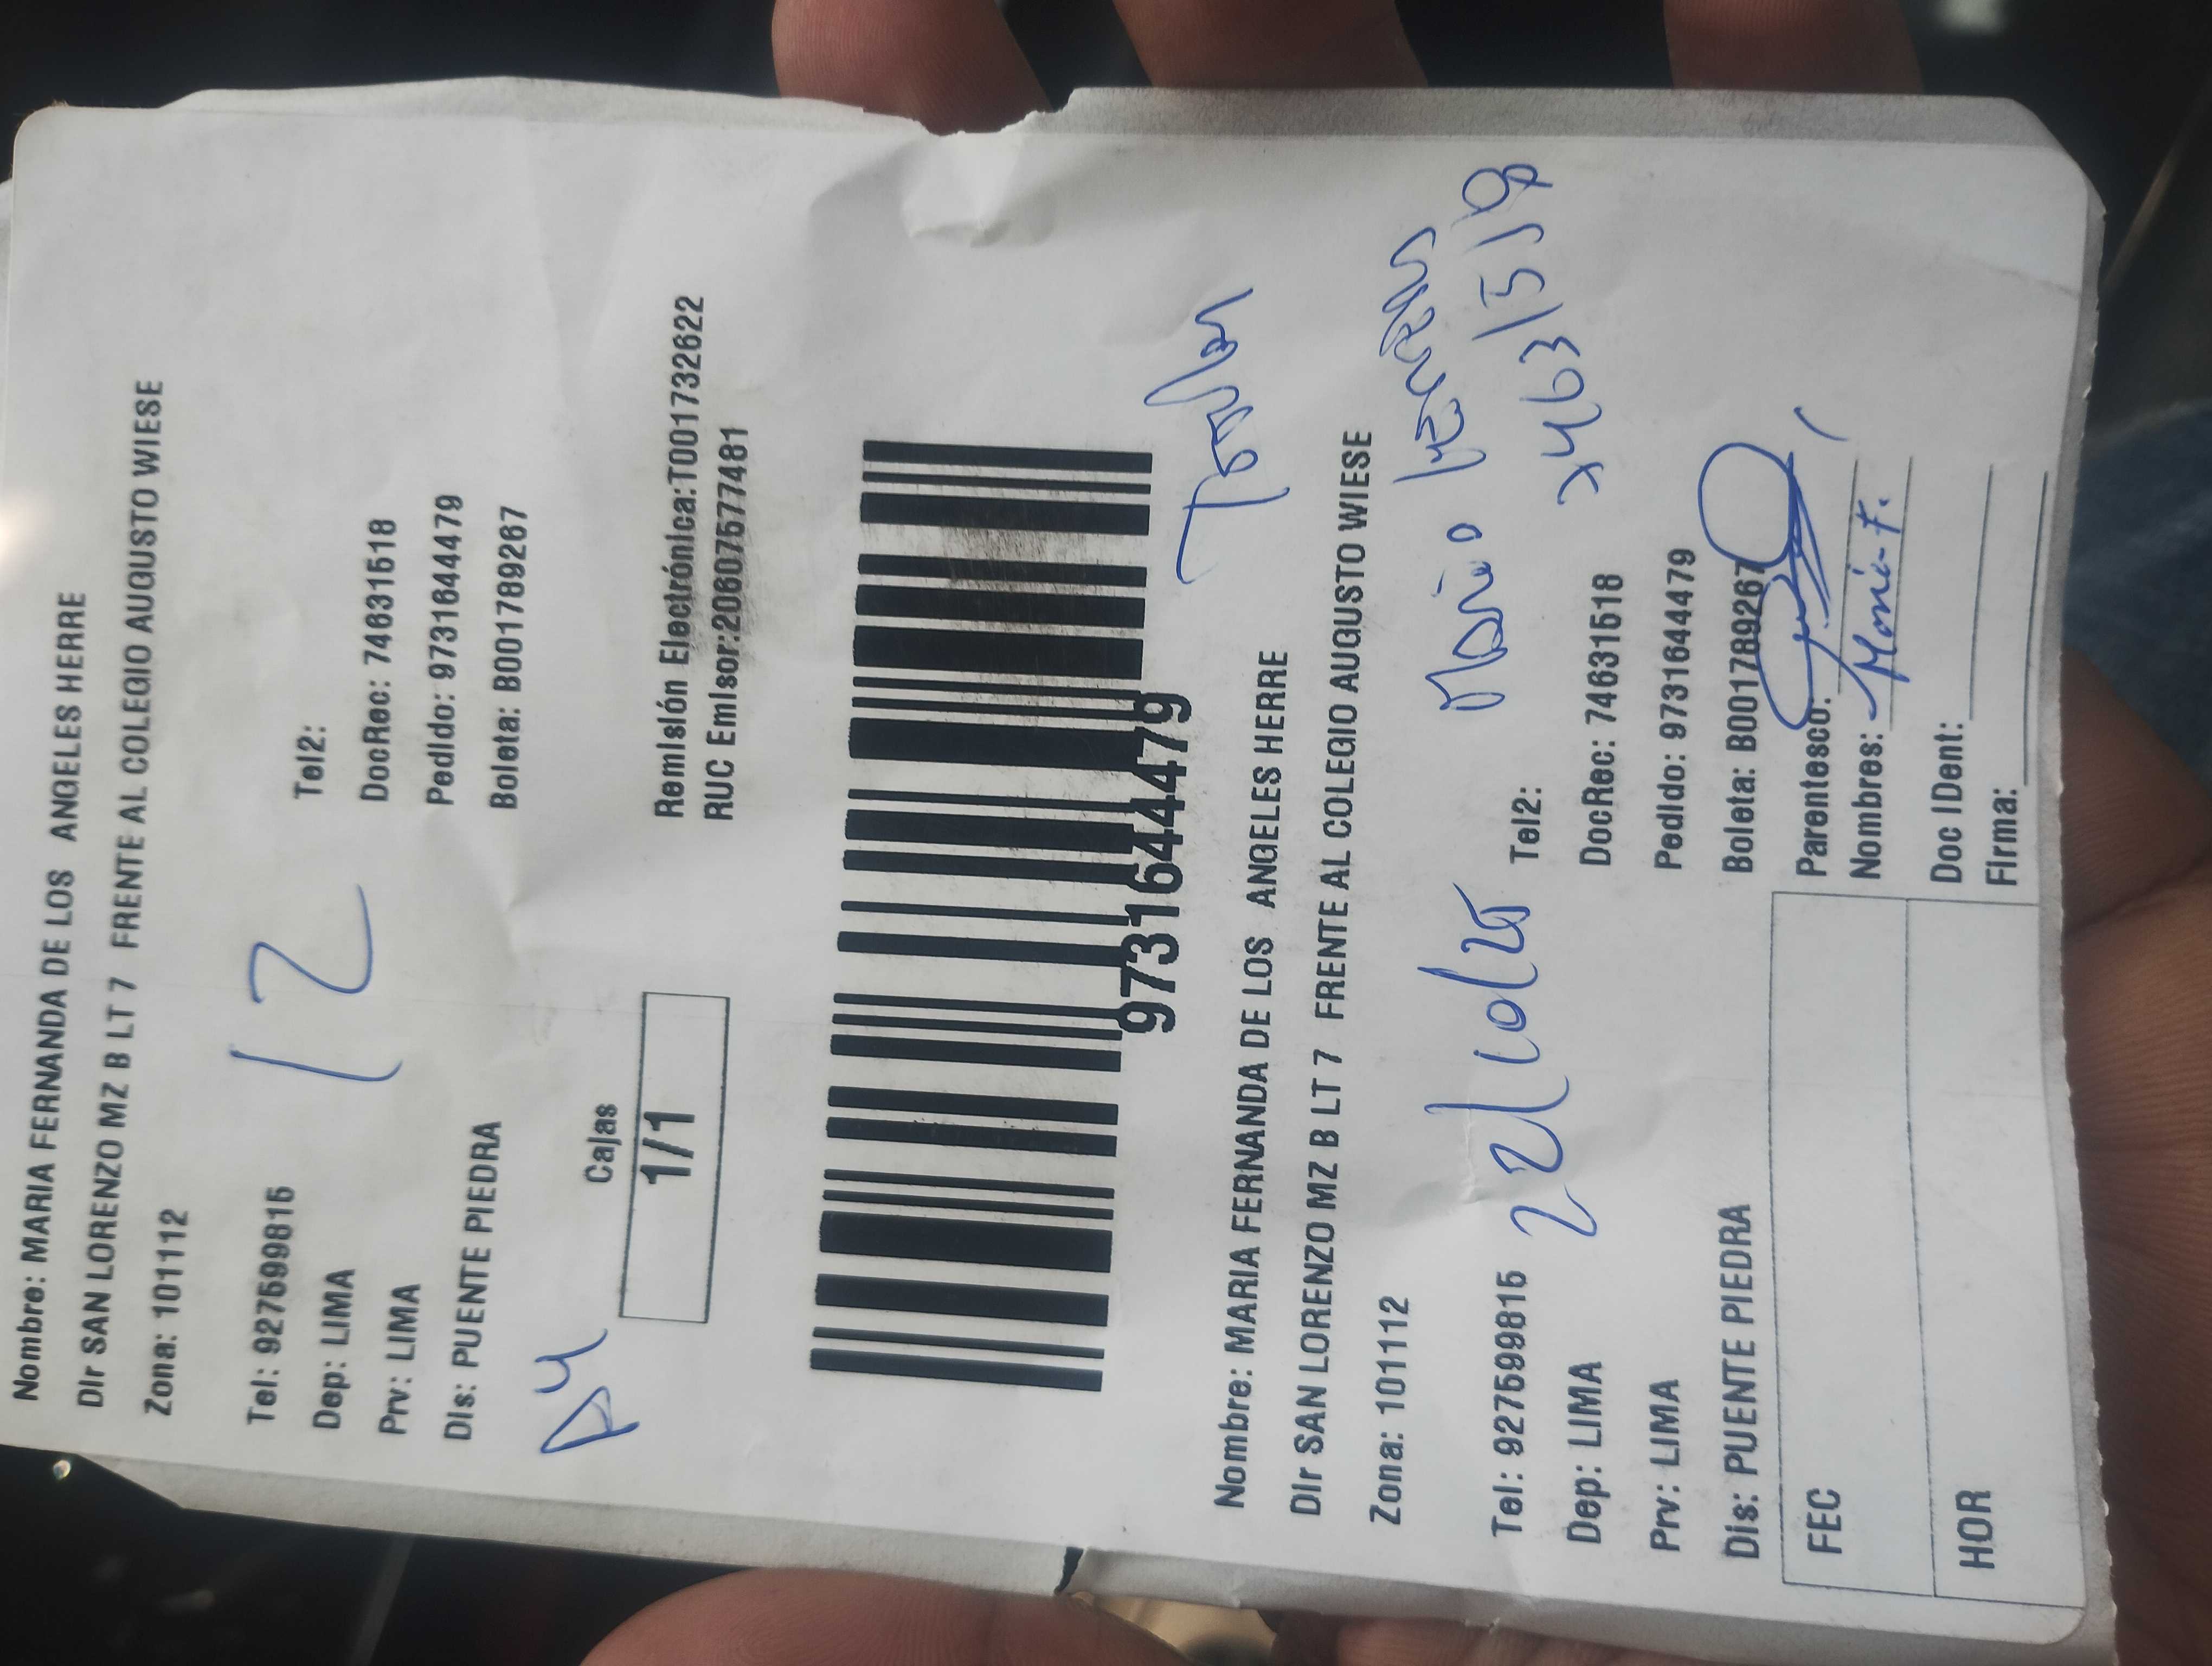 Nombre: MARIA FERNANDA DE LOS ANGELES HERRE
Dir SAN LORENZO MZ B LT 7 FRENTE AL COLEGIO AUGUSTO WIESE
Zona: 101112
12
Tel: 927599815 Tel2:
Dep: LIMA DocRec: 74631518
Prv: LIMA Pedido: 9731644479
Dis: PUENTE PIEDRA Boleta: B001789267
D4
Cajas
1/1
Remisión Electrónica:T001732622
RUC Emisor:20607577481
9731644479
Nombre: MARIA FERNANDA DE LOS ANGELES HERRE
Dir SAN LORENZO MZ B LT 7 FRENTE AL COLEGIO AUGUSTO WIESE
Zona: 101112
Tel: 927599815 Tel2:
Dep: LIMA DocRec: 74631518
Prv: LIMA Pedido: 9731644479
Dis: PUENTE PIEDRA Boleta: B001789267
FEC
HOR
Parentesco:
Nombres: Maria F.
Doc IDent:
Firma: